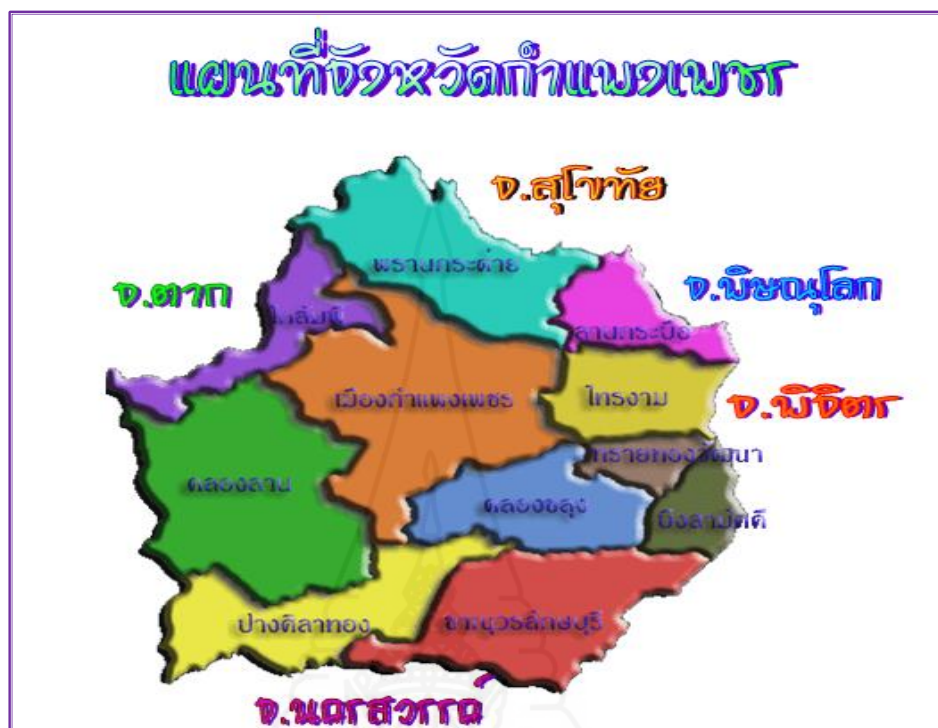 แผนที่จังหวัดกำแพงเพชร
จ.สุโขทัย
พรานกระต่าย
จ.ตาก
จ.พิษณุโลก
โกสัมพี
ลานกระบือ
เมืองกำแพงเพชร
ไทรงาม
จ.พิจิตร
ทรายทองวัฒนา
คลองลาน
คลองขลุง
บึงสามัคคี
ปางศิลาทอง
ขาณุวรลักษบุรี
จ.นครสวรรค์